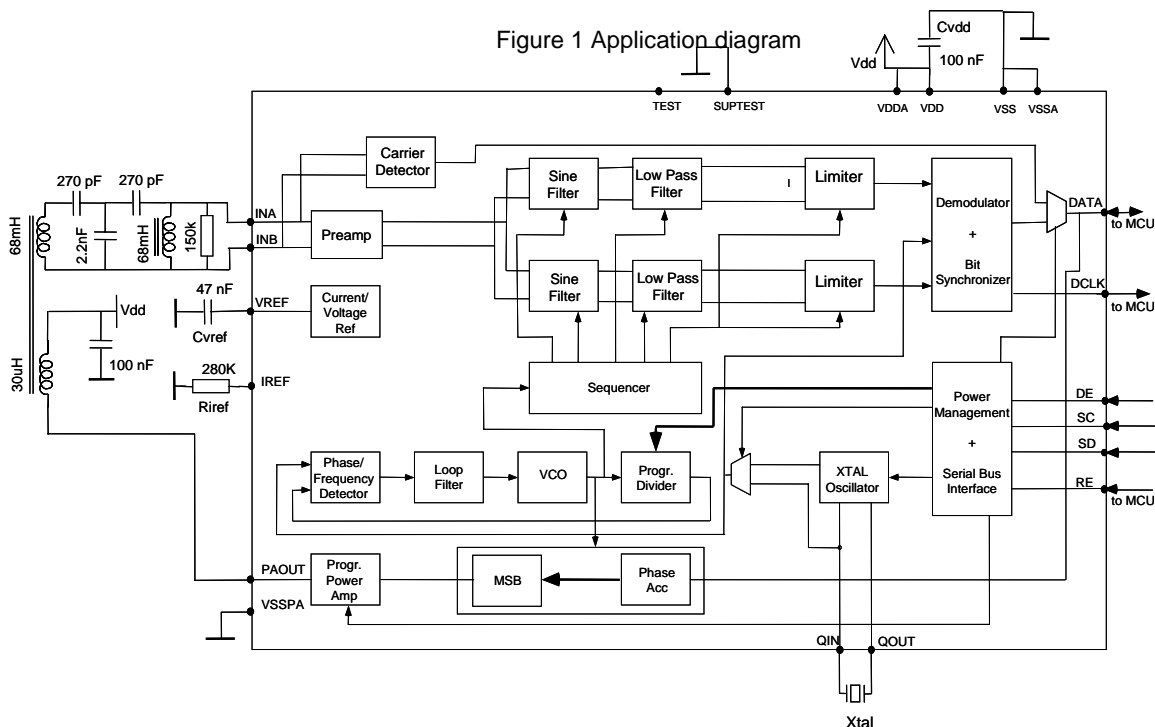 Figure 1 Application diagram
Cvdd
Vdd
100 nF
TEST
SUPTEST
VDDA
VDD
VSS
VSSA
Carrier
Detector
Sine
Filter
Low Pass
Filter
I
Limiter
Demodulator
+
Bit
Synchronizer
DATA
to MCU
DCLK
to MCU
270 pF
270 pF
68mH
2.2nF
68mH
150k
INA
INB
Preamp
Sine
Filter
Low Pass
Filter
Limiter
47 nF
Cvref
VREF
Current/
Voltage
Ref
Vdd
100 nF
30uH
280K
Riref
IREF
Sequencer
Power
Management
+
Serial Bus
Interface
DE
SC
SD
RE
to MCU
Phase/
Frequency
Detector
Loop
Filter
VCO
Progr.
Divider
XTAL
Oscillator
PAOUT
Progr.
Power
Amp
MSB
Phase
Acc
VSSPA
QIN
QOUT
Xtal